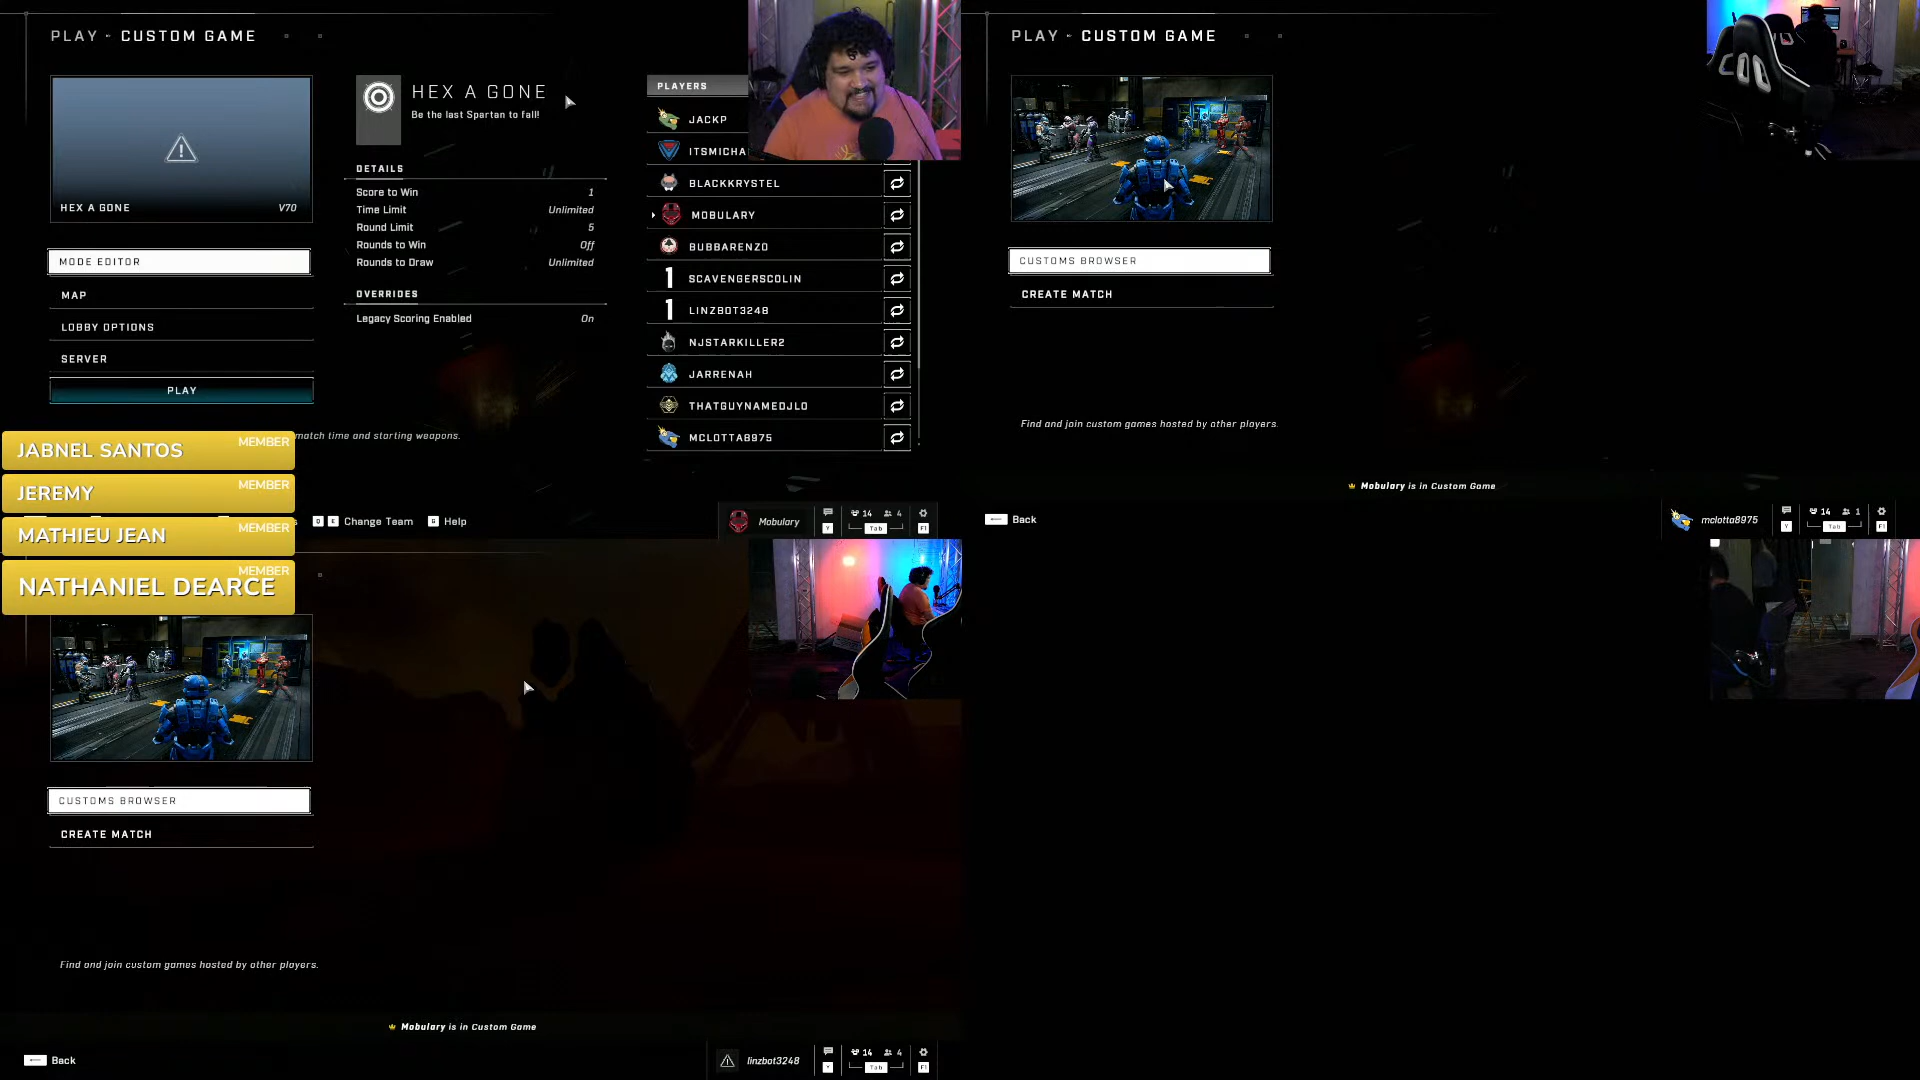 PLAY - CUSTOM GAME
HEX A GONE
V70
MODE EDITOR
MAP
LOBBY OPTIONS
SERVER
PLAY
match time and starting weapons.
HEX A GONE
Be the last Spartan to fall!
DETAILS
Score to Win 1
Time Limit Unlimited
Round Limit 5
Rounds to Win Off
Rounds to Draw Unlimited
OVERRIDES
Legacy Scoring Enabled On
PLAYERS
JACKP
ITSMICHA
BLACKKRYSTEL
MOBULARY
BUBBARENZO
1 SCAVENGERSCOLIN
1 LINZBOT3248
NJSTARKILLER2
JARRENAH
THATGUYNAMEDJLO
MCLOTTA8975
JABNEL SANTOS MEMBER
JEREMY MEMBER
MATHIEU JEAN MEMBER
NATHANIEL DEARCE MEMBER
Q E Change Team G Help
Mobulary Y 14 4 Tab F1
PLAY - CUSTOM GAME
CUSTOMS BROWSER
CREATE MATCH
Find and join custom games hosted by other players.
Mobulary is in Custom Game
Back
mclotta8975 Y 14 1 Tab F1
CUSTOMS BROWSER
CREATE MATCH
Find and join custom games hosted by other players.
Mobulary is in Custom Game
Back
linzbot3248 Y 14 4 Tab F1